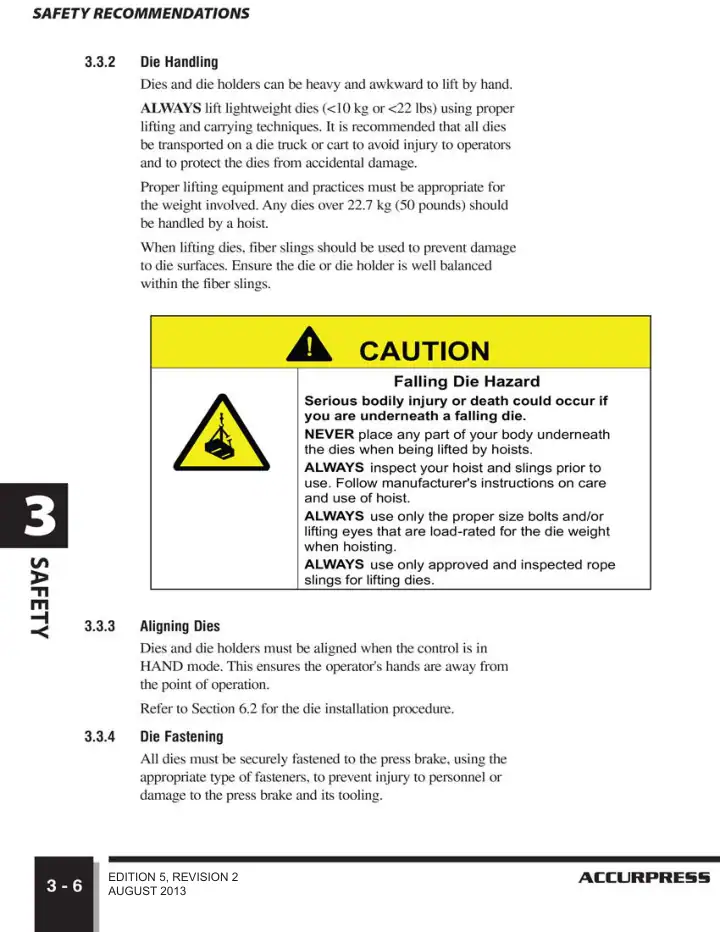 SAFETY RECOMMENDATIONS
3.3.2 Die Handling
Dies and die holders can be heavy and awkward to lift by hand.
ALWAYS lift lightweight dies (<10 kg or <22 lbs) using proper
lifting and carrying techniques. It is recommended that all dies
be transported on a die truck or cart to avoid injury to operators
and to protect the dies from accidental damage.
Proper lifting equipment and practices must be appropriate for
the weight involved. Any dies over 22.7 kg (50 pounds) should
be handled by a hoist.
When lifting dies, fiber slings should be used to prevent damage
to die surfaces. Ensure the die or die holder is well balanced
within the fiber slings.
CAUTION
Falling Die Hazard
Serious bodily injury or death could occur if
you are underneath a falling die.
NEVER place any part of your body underneath
the dies when being lifted by hoists.
ALWAYS inspect your hoist and slings prior to
use. Follow manufacturer's instructions on care
and use of hoist.
ALWAYS use only the proper size bolts and/or
lifting eyes that are load-rated for the die weight
when hoisting.
ALWAYS use only approved and inspected rope
slings for lifting dies.
3
SAFETY
3.3.3 Aligning Dies
Dies and die holders must be aligned when the control is in
HAND mode. This ensures the operator's hands are away from
the point of operation.
Refer to Section 6.2 for the die installation procedure.
3.3.4 Die Fastening
All dies must be securely fastened to the press brake, using the
appropriate type of fasteners, to prevent injury to personnel or
damage to the press brake and its tooling.
3 - 6
EDITION 5, REVISION 2
AUGUST 2013
ACCURPRESS